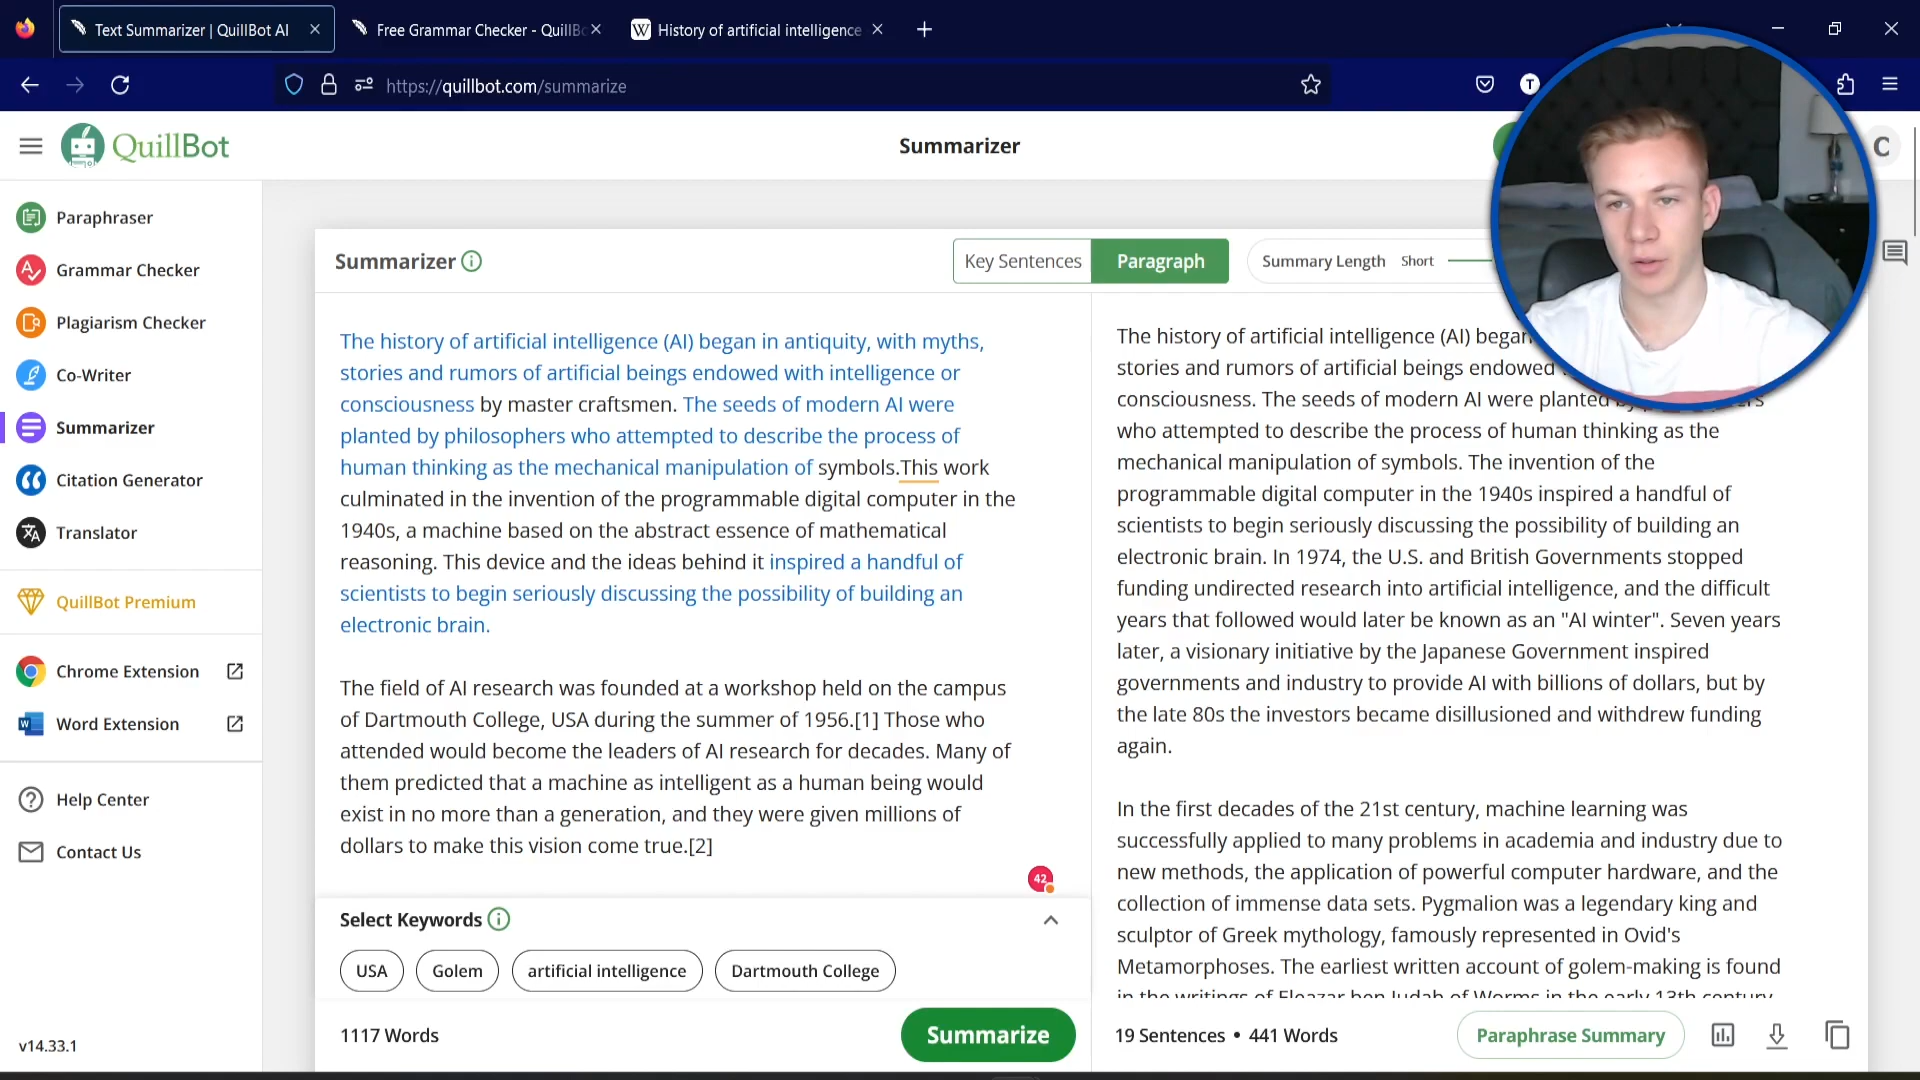 Text Summarizer | QuillBot AI
Free Grammar Checker - QuillBo
W History of artificial intelligence
https://quillbot.com/summarize
T
QuillBot
Summarizer
C
Paraphraser
Grammar Checker
Plagiarism Checker
Co-Writer
Summarizer
Citation Generator
Translator
QuillBot Premium
Chrome Extension
Word Extension
Help Center
Contact Us
v14.33.1
Summarizer
Key Sentences
Paragraph
Summary Length Short
The history of artificial intelligence (AI) began in antiquity, with myths,
stories and rumors of artificial beings endowed with intelligence or
consciousness by master craftsmen. The seeds of modern AI were
planted by philosophers who attempted to describe the process of
human thinking as the mechanical manipulation of symbols.This work
culminated in the invention of the programmable digital computer in the
1940s, a machine based on the abstract essence of mathematical
reasoning. This device and the ideas behind it inspired a handful of
scientists to begin seriously discussing the possibility of building an
electronic brain.
The field of AI research was founded at a workshop held on the campus
of Dartmouth College, USA during the summer of 1956.[1] Those who
attended would become the leaders of AI research for decades. Many of
them predicted that a machine as intelligent as a human being would
exist in no more than a generation, and they were given millions of
dollars to make this vision come true.[2]
42
Select Keywords
USA
Golem
artificial intelligence
Dartmouth College
1117 Words
Summarize
The history of artificial intelligence (AI) began
stories and rumors of artificial beings endowed
consciousness. The seeds of modern AI were planted by
who attempted to describe the process of human thinking as the
mechanical manipulation of symbols. The invention of the
programmable digital computer in the 1940s inspired a handful of
scientists to begin seriously discussing the possibility of building an
electronic brain. In 1974, the U.S. and British Governments stopped
funding undirected research into artificial intelligence, and the difficult
years that followed would later be known as an "AI winter". Seven years
later, a visionary initiative by the Japanese Government inspired
governments and industry to provide AI with billions of dollars, but by
the late 80s the investors became disillusioned and withdrew funding
again.
In the first decades of the 21st century, machine learning was
successfully applied to many problems in academia and industry due to
new methods, the application of powerful computer hardware, and the
collection of immense data sets. Pygmalion was a legendary king and
sculptor of Greek mythology, famously represented in Ovid's
Metamorphoses. The earliest written account of golem-making is found
in the writings of Eleazar ben Judah of Worms in the early 13th century.
19 Sentences • 441 Words
Paraphrase Summary